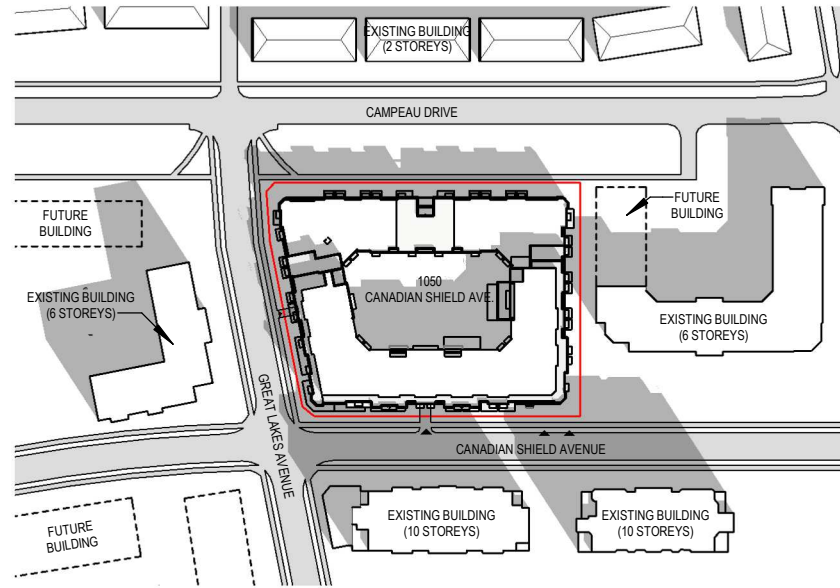 EXISTING BUILDING
(2 STOREYS)
CAMPEAU DRIVE
FUTURE
BUILDING
FUTURE
BUILDING
EXISTING BUILDING
(6 STOREYS)
1050
CANADIAN SHIELD AVE.
EXISTING BUILDING
(6 STOREYS)
GREAT LAKES AVENUE
CANADIAN SHIELD AVENUE
FUTURE
BUILDING
EXISTING BUILDING
(10 STOREYS)
EXISTING BUILDING
(10 STOREYS)